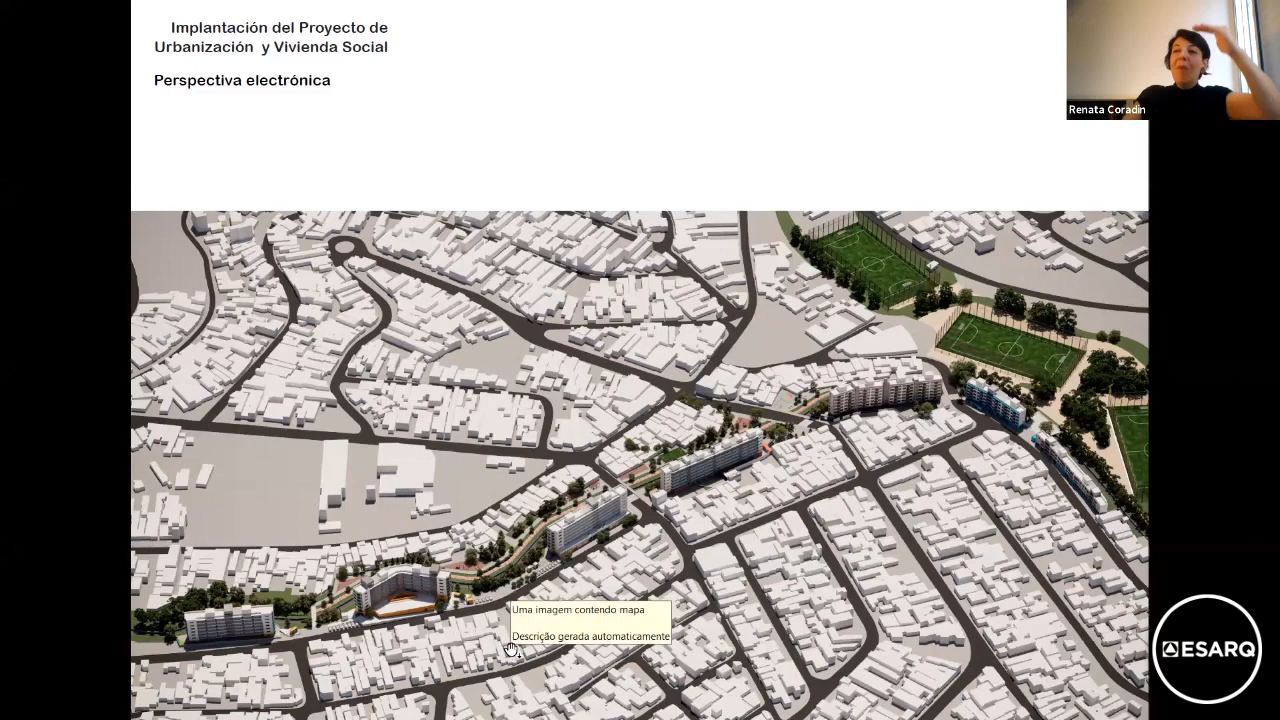 Implantación del Proyecto de
Urbanización y Vivienda Social
Perspectiva electrónica
Renata Coradin
Uma imagem contendo mapa
Descrição gerada automaticamente
ESARQ